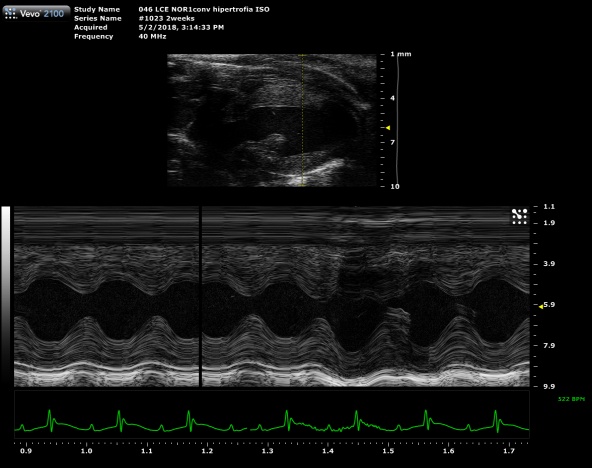 Vevo 2100
Study Name 046 LCE NOR1conv hipertrofia ISO
Series Name #1023 2weeks
Acquired 5/2/2018, 3:14:33 PM
Frequency 40 MHz
1 mm
4
7
10
1.1
1.9
3.9
5.9
7.9
9.9
522 BPM
0.9 1.0 1.1 1.2 1.3 1.4 1.5 1.6 1.7